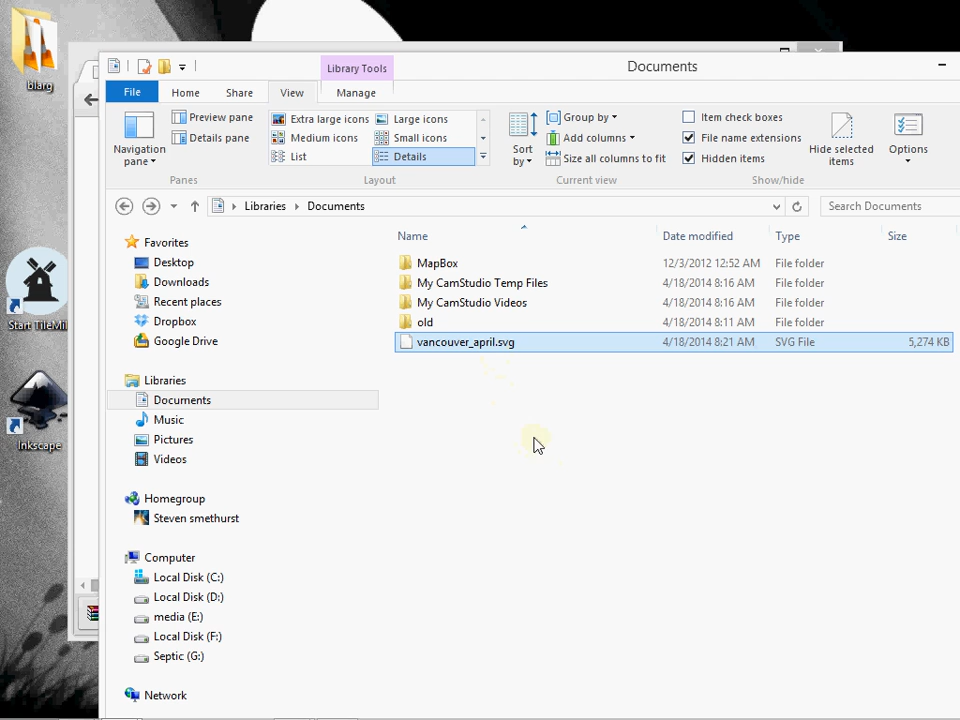 Blarg
Start TileMil
Inkscape
Library Tools
Documents
File
Home
Share
View
Manage
Navigation
pane
Preview pane
Details pane
Panes
Extra large icons
Large icons
Medium icons
Small icons
List
Details
Layout
Sort
by
Group by
Add columns
Size all columns to fit
Current view
Item check boxes
File name extensions
Hidden items
Hide selected
items
Show/hide
Options
Libraries
Documents
Search Documents
Favorites
Desktop
Downloads
Recent places
Dropbox
Google Drive
Libraries
Documents
Music
Pictures
Videos
Homegroup
Steven smethurst
Computer
Local Disk (C:)
Local Disk (D:)
media (E:)
Local Disk (F:)
Septic (G:)
Network
Name Date modified Type Size
MapBox 12/3/2012 12:52 AM File folder
My CamStudio Temp Files 4/18/2014 8:16 AM File folder
My CamStudio Videos 4/18/2014 8:16 AM File folder
old 4/18/2014 8:11 AM File folder
vancouver_april.svg 4/18/2014 8:21 AM SVG File 5,274 KB